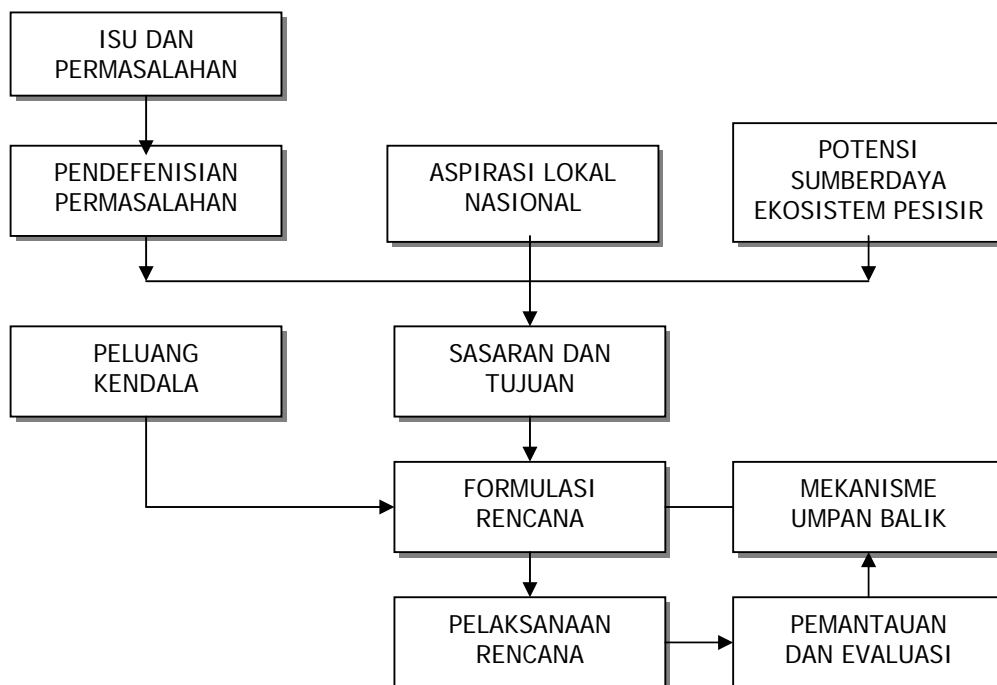 ISU DAN
PERMASALAHAN
PENDEFENISIAN
PERMASALAHAN
ASPIRASI LOKAL
NASIONAL
POTENSI
SUMBERDAYA
EKOSISTEM PESISIR
PELUANG
KENDALA
SASARAN DAN
TUJUAN
FORMULASI
RENCANA
MEKANISME
UMPAN BALIK
PELAKSANAAN
RENCANA
PEMANTAUAN
DAN EVALUASI